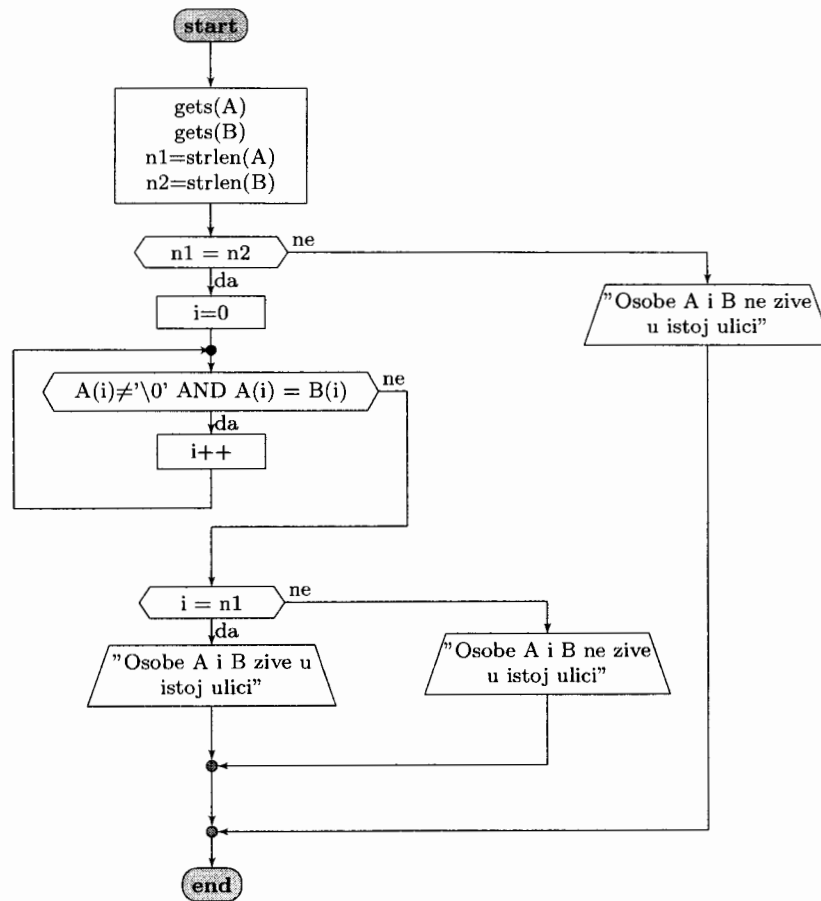 start
gets(A)
gets(B)
n1=strlen(A)
n2=strlen(B)
n1 = n2
ne
da
i=0
"Osobe A i B ne zive
u istoj ulici"
A(i)≠'\0' AND A(i) = B(i)
ne
da
i++
i = n1
ne
da
"Osobe A i B zive u
istoj ulici"
"Osobe A i B ne zive
u istoj ulici"
end